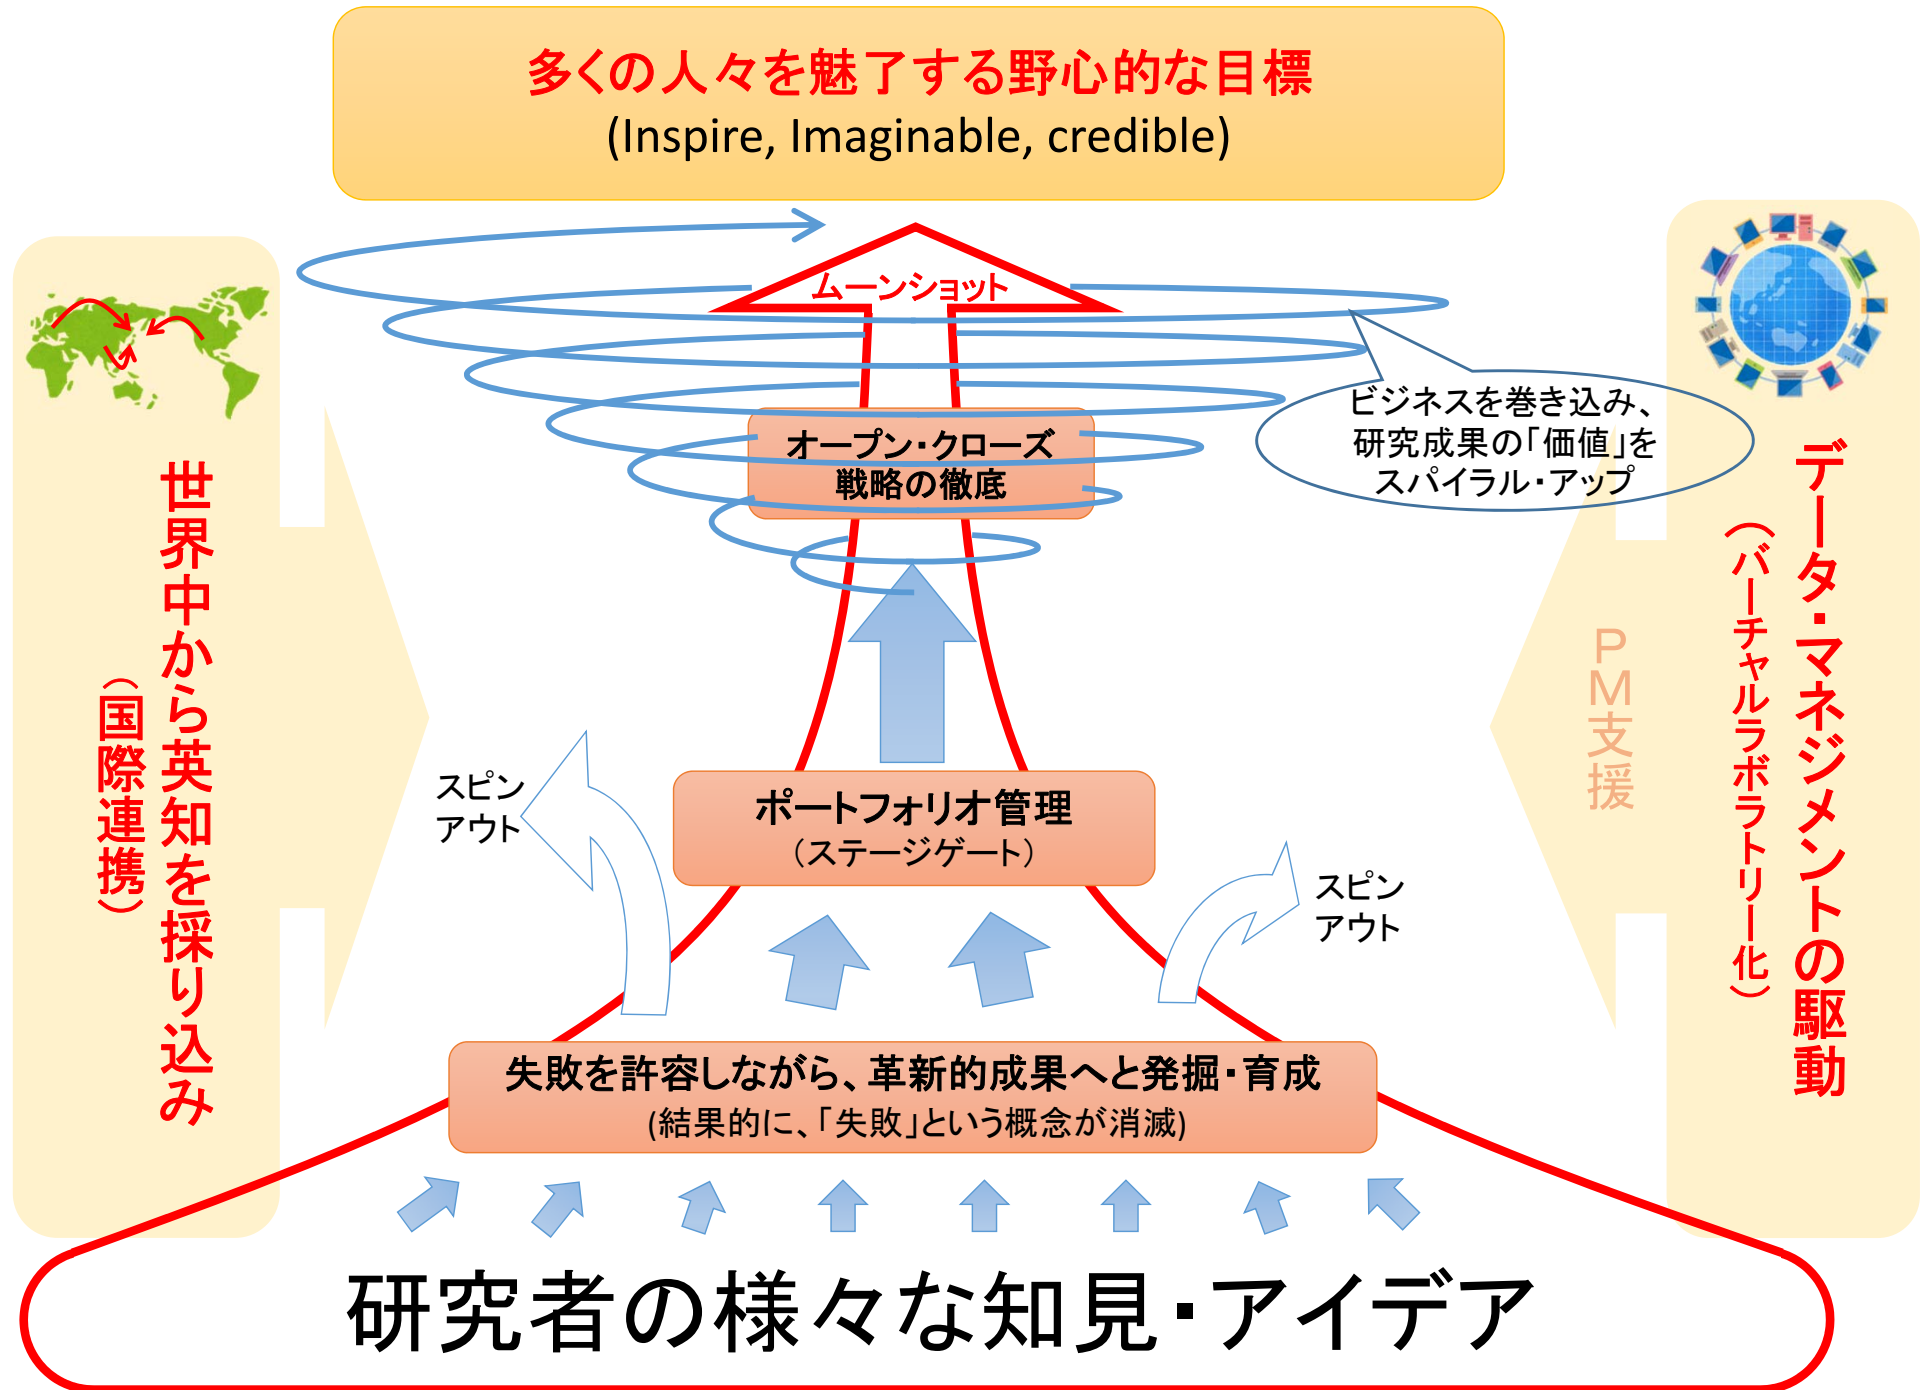 多くの人々を魅了する野心的な目標
(Inspire, Imaginable, credible)
ムーンショット
ビジネスを巻き込み、
研究成果の「価値」を
スパイラル・アップ
オープン・クローズ
戦略の徹底
世界中から英知を採り込み
（国際連携）
データ・マネジメントの駆動
（バーチャルラボラトリー化）
ＰＭ支援
スピン
アウト
ポートフォリオ管理
（ステージゲート）
スピン
アウト
失敗を許容しながら、革新的成果へと発掘・育成
(結果的に、「失敗」という概念が消滅)
研究者の様々な知見・アイデア